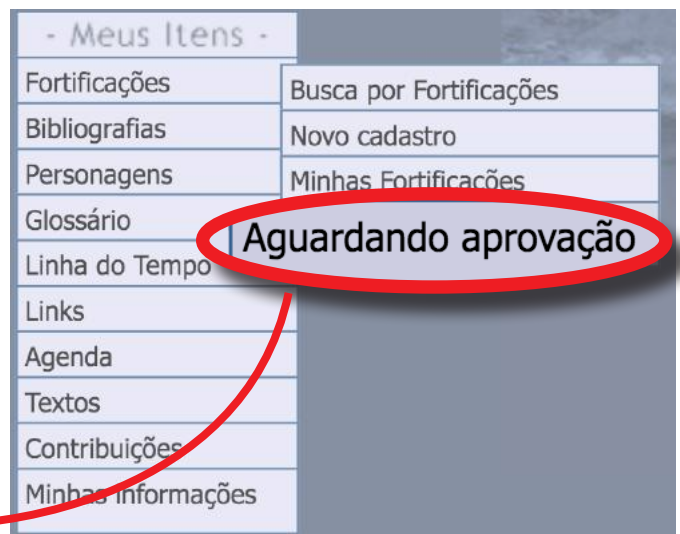 - Meus Itens -
Fortificações
Bibliografias
Personagens
Glossário
Linha do Tempo
Links
Agenda
Textos
Contribuições
Minhas informações
Busca por Fortificações
Novo cadastro
Minhas Fortificações
Aguardando aprovação